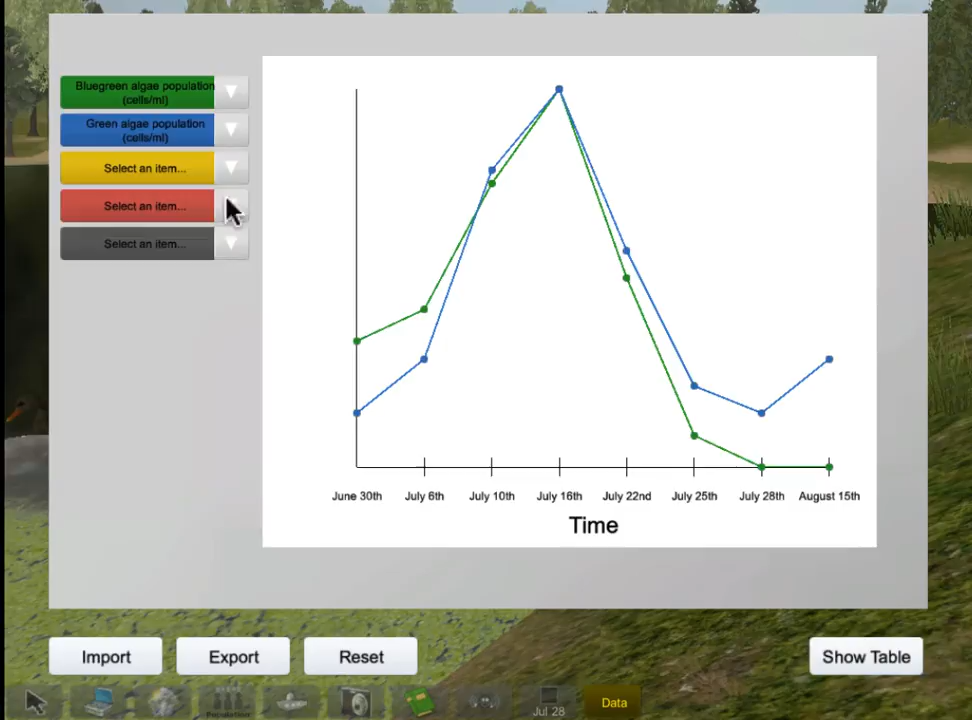 Bluegreen algae population
(cells/ml)
Green algae population
(cells/ml)
Select an item...
Select an item...
Select an item...
June 30th July 6th July 10th July 16th July 22nd July 25th July 28th August 15th
Time
Import Export Reset Show Table
Population Jul 28 Data